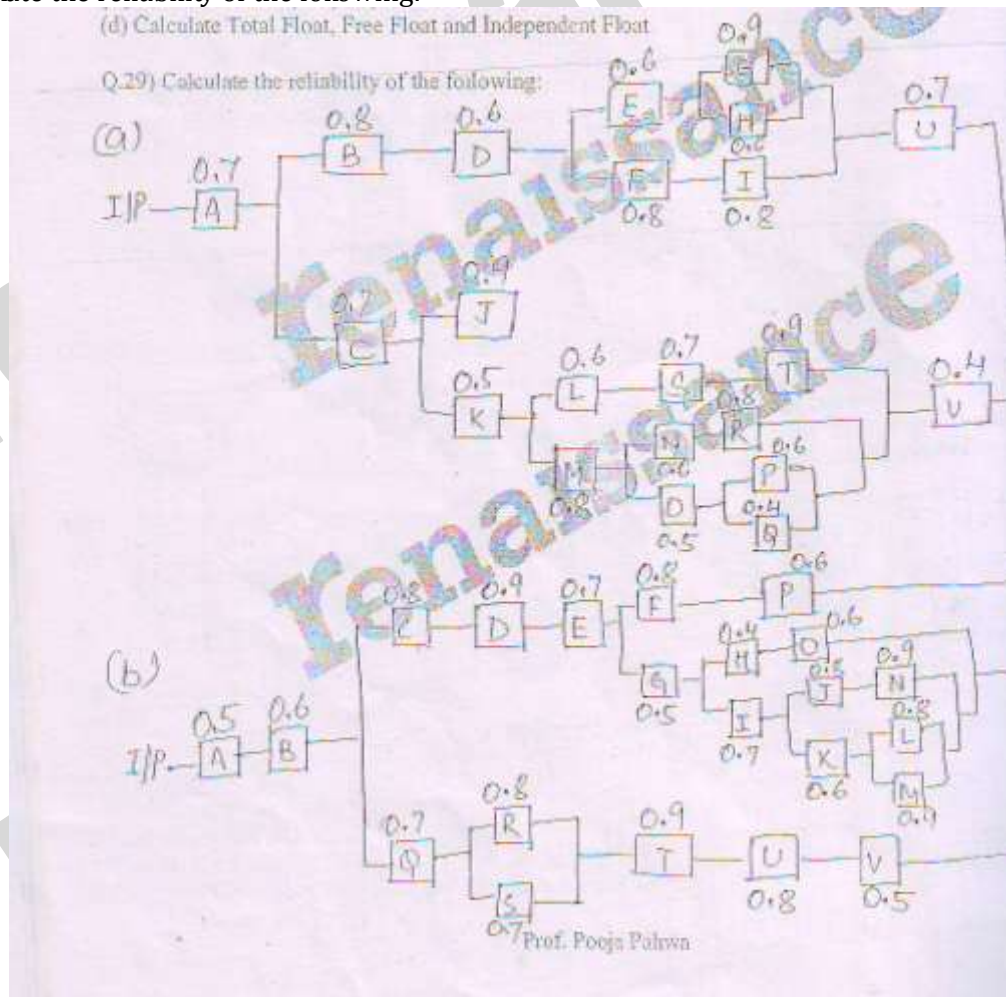 (d) Calculate Total Float, Free Float and Independent Float
Q.29) Calculate the reliability of the following:
(a)
I/P
0.7
A
0.8
B
0.6
D
0.6
E
0.9
G
H
0.8
0.8
I
0.7
U
0.7
C
0.9
J
0.5
K
0.6
L
0.7
0.9
T
0.4
V
0.8
M
N
0.6
0.8
R
0.5
0.6
P
0.4
Q
(b)
I/P
0.5
A
0.6
B
0.8
C
0.9
D
0.7
E
0.8
F
0.6
P
G
0.5
0.4
H
0.6
O
I
0.7
0.8
J
0.9
N
K
0.6
0.8
L
M
0.7
Q
0.8
R
S
0.7
0.9
T
U
0.8
V
0.5
Prof. Pooja Pahwa
renaissance
renaissance